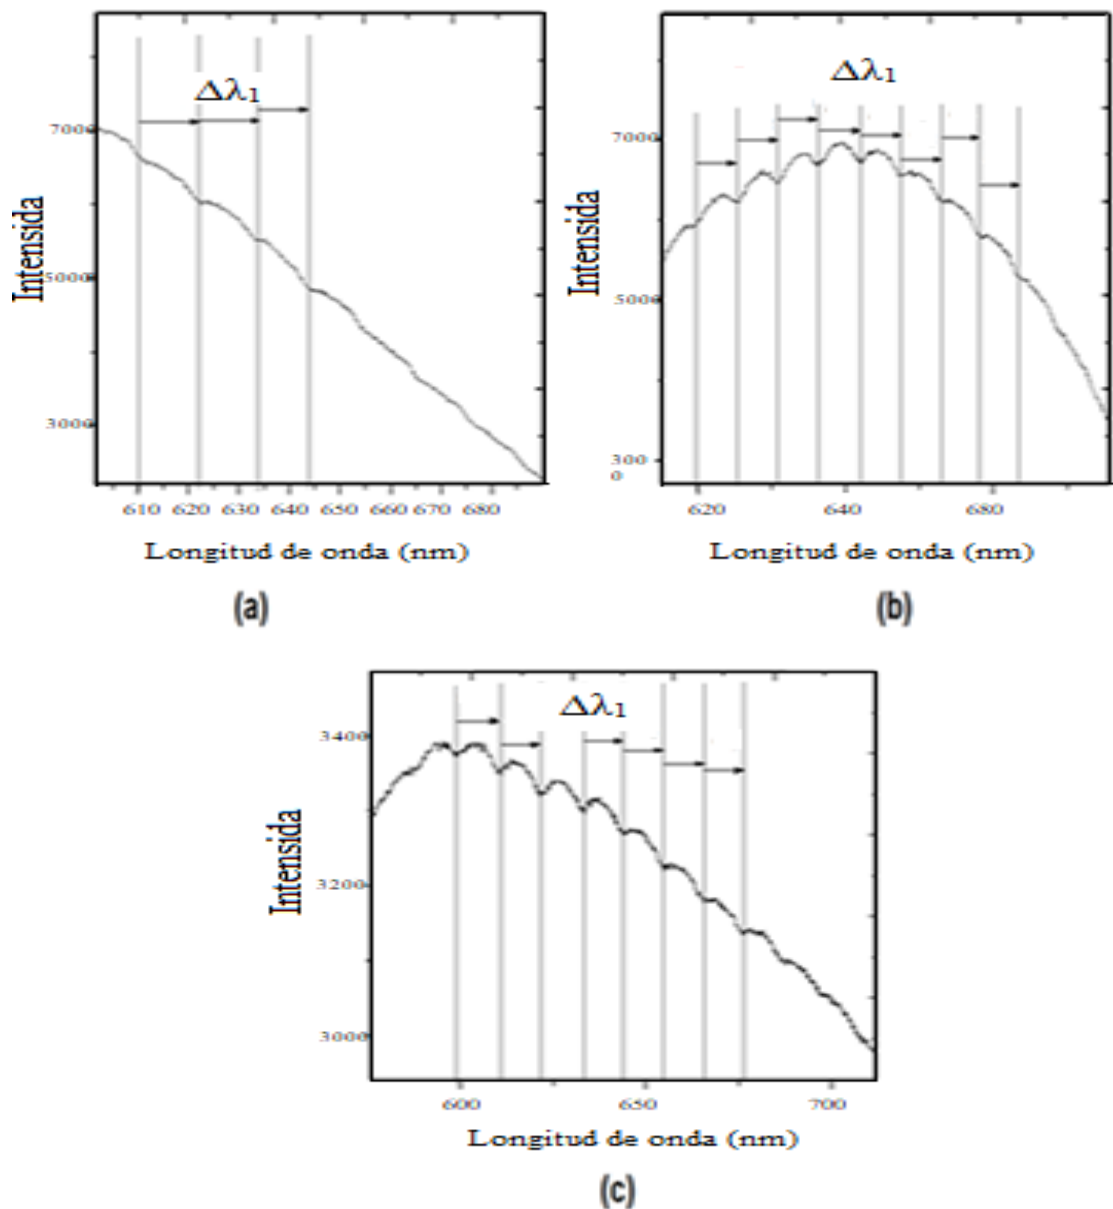 Δλ₁
7000
5000
3000
Intensida
610 620 630 640 650 660 670 680
Longitud de onda (nm)
(a)
Δλ₁
7000
5000
300
0
Intensida
620 640 680
Longitud de onda (nm)
(b)
Δλ₁
3400
3200
3000
Intensida
600 650 700
Longitud de onda (nm)
(c)